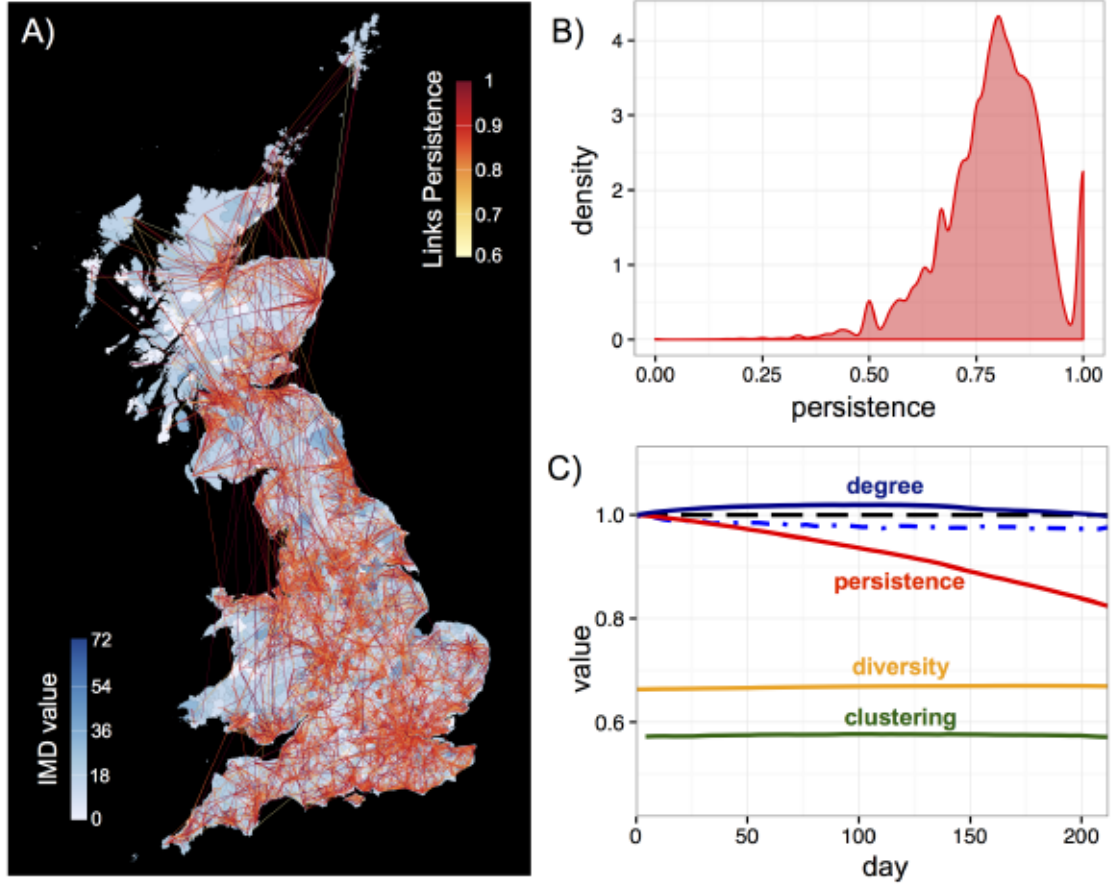 A)
Links Persistence
1
0.9
0.8
0.7
0.6
IMD value
72
54
36
18
0
B)
density
4
3
2
1
0
0.00 0.25 0.50 0.75 1.00
persistence
C)
value
1.0
0.8
0.6
degree
persistence
diversity
clustering
0 50 100 150 200
day